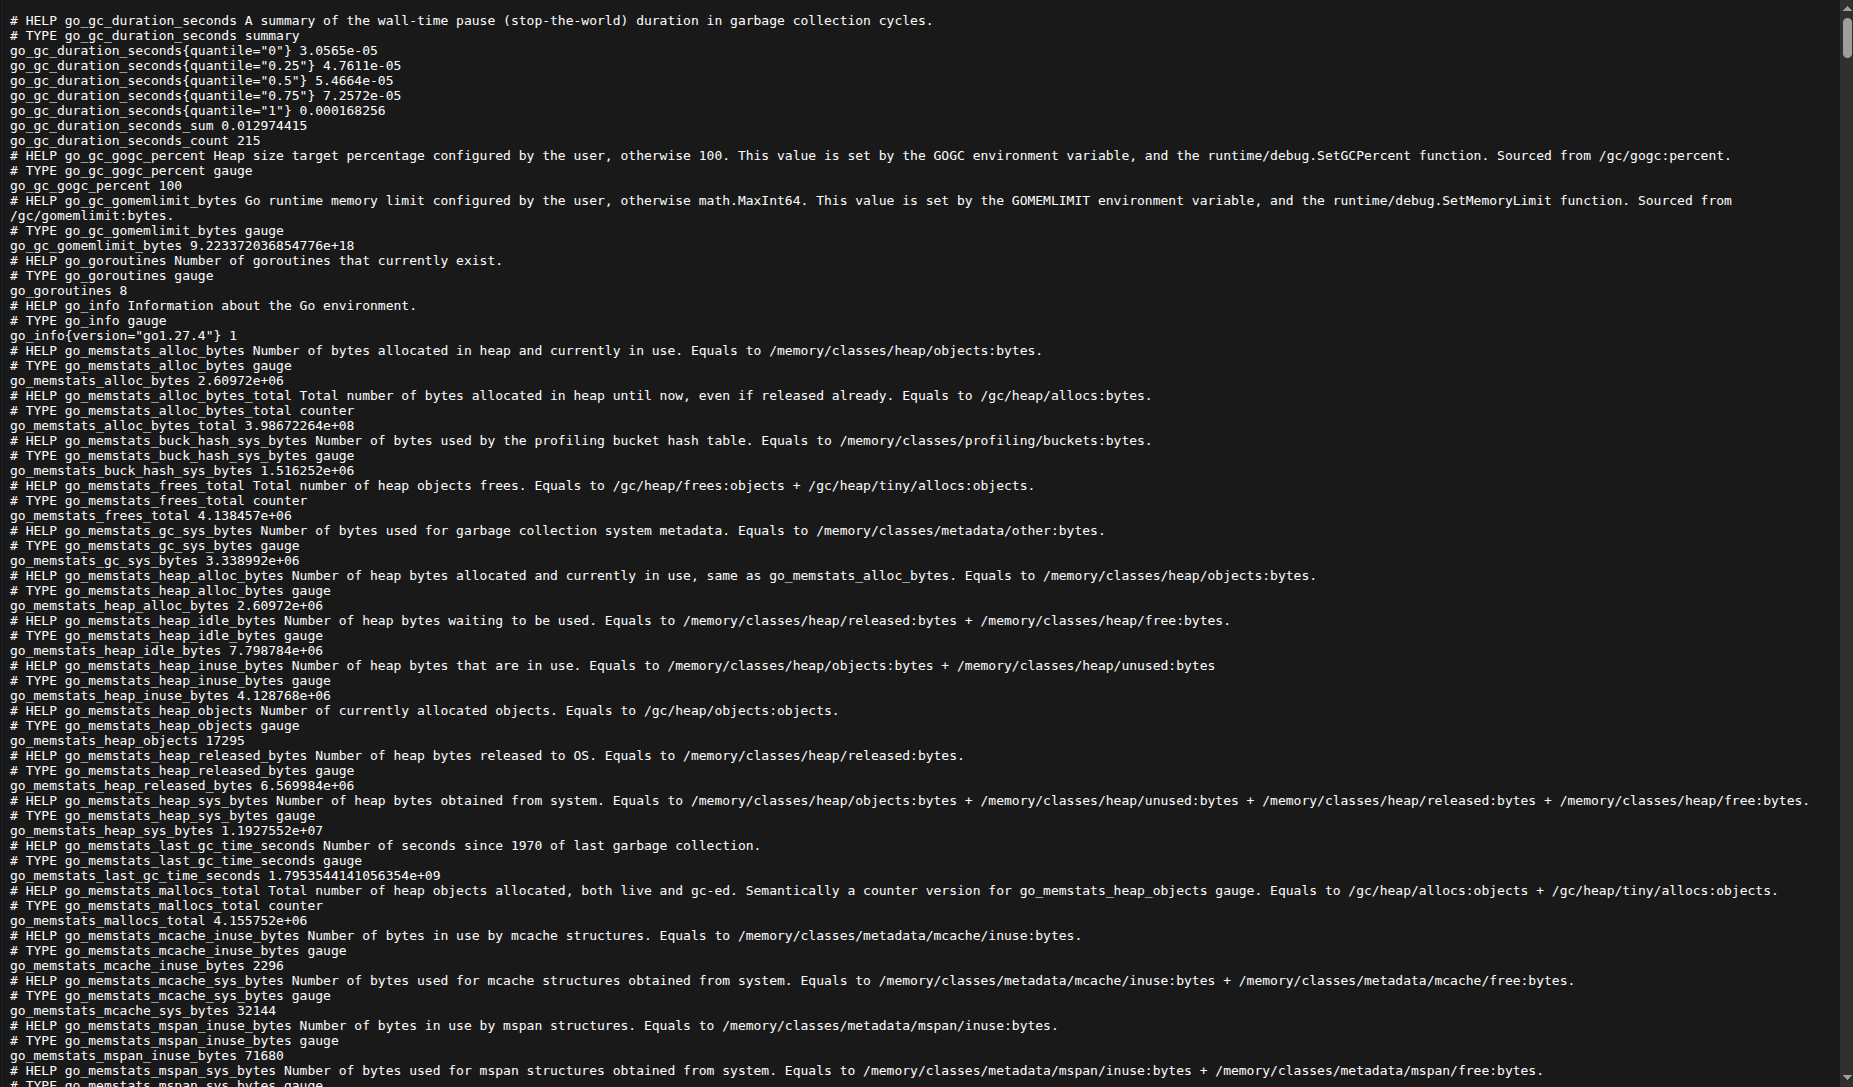 # HELP go_gc_duration_seconds A summary of the wall-time pause (stop-the-world) duration in garbage collection cycles.
# TYPE go_gc_duration_seconds summary
go_gc_duration_seconds{quantile="0"} 3.0565e-05
go_gc_duration_seconds{quantile="0.25"} 4.7611e-05
go_gc_duration_seconds{quantile="0.5"} 5.4664e-05
go_gc_duration_seconds{quantile="0.75"} 7.2572e-05
go_gc_duration_seconds{quantile="1"} 0.000168256
go_gc_duration_seconds_sum 0.012974415
go_gc_duration_seconds_count 215
# HELP go_gc_gogc_percent Heap size target percentage configured by the user, otherwise 100. This value is set by the GOGC environment variable, and the runtime/debug.SetGCPercent function. Sourced from /gc/gogc:percent.
# TYPE go_gc_gogc_percent gauge
go_gc_gogc_percent 100
# HELP go_gc_gomemlimit_bytes Go runtime memory limit configured by the user, otherwise math.MaxInt64. This value is set by the GOMEMLIMIT environment variable, and the runtime/debug.SetMemoryLimit function. Sourced from
/gc/gomemlimit:bytes.
# TYPE go_gc_gomemlimit_bytes gauge
go_gc_gomemlimit_bytes 9.223372036854776e+18
# HELP go_goroutines Number of goroutines that currently exist.
# TYPE go_goroutines gauge
go_goroutines 8
# HELP go_info Information about the Go environment.
# TYPE go_info gauge
go_info{version="go1.27.4"} 1
# HELP go_memstats_alloc_bytes Number of bytes allocated in heap and currently in use. Equals to /memory/classes/heap/objects:bytes.
# TYPE go_memstats_alloc_bytes gauge
go_memstats_alloc_bytes 2.60972e+06
# HELP go_memstats_alloc_bytes_total Total number of bytes allocated in heap until now, even if released already. Equals to /gc/heap/allocs:bytes.
# TYPE go_memstats_alloc_bytes_total counter
go_memstats_alloc_bytes_total 3.98672264e+08
# HELP go_memstats_buck_hash_sys_bytes Number of bytes used by the profiling bucket hash table. Equals to /memory/classes/profiling/buckets:bytes.
# TYPE go_memstats_buck_hash_sys_bytes gauge
go_memstats_buck_hash_sys_bytes 1.516252e+06
# HELP go_memstats_frees_total Total number of heap objects frees. Equals to /gc/heap/frees:objects + /gc/heap/tiny/allocs:objects.
# TYPE go_memstats_frees_total counter
go_memstats_frees_total 4.138457e+06
# HELP go_memstats_gc_sys_bytes Number of bytes used for garbage collection system metadata. Equals to /memory/classes/metadata/other:bytes.
# TYPE go_memstats_gc_sys_bytes gauge
go_memstats_gc_sys_bytes 3.338992e+06
# HELP go_memstats_heap_alloc_bytes Number of heap bytes allocated and currently in use, same as go_memstats_alloc_bytes. Equals to /memory/classes/heap/objects:bytes.
# TYPE go_memstats_heap_alloc_bytes gauge
go_memstats_heap_alloc_bytes 2.60972e+06
# HELP go_memstats_heap_idle_bytes Number of heap bytes waiting to be used. Equals to /memory/classes/heap/released:bytes + /memory/classes/heap/free:bytes.
# TYPE go_memstats_heap_idle_bytes gauge
go_memstats_heap_idle_bytes 7.798784e+06
# HELP go_memstats_heap_inuse_bytes Number of heap bytes that are in use. Equals to /memory/classes/heap/objects:bytes + /memory/classes/heap/unused:bytes
# TYPE go_memstats_heap_inuse_bytes gauge
go_memstats_heap_inuse_bytes 4.128768e+06
# HELP go_memstats_heap_objects Number of currently allocated objects. Equals to /gc/heap/objects:objects.
# TYPE go_memstats_heap_objects gauge
go_memstats_heap_objects 17295
# HELP go_memstats_heap_released_bytes Number of heap bytes released to OS. Equals to /memory/classes/heap/released:bytes.
# TYPE go_memstats_heap_released_bytes gauge
go_memstats_heap_released_bytes 6.569984e+06
# HELP go_memstats_heap_sys_bytes Number of heap bytes obtained from system. Equals to /memory/classes/heap/objects:bytes + /memory/classes/heap/unused:bytes + /memory/classes/heap/released:bytes + /memory/classes/heap/free:bytes.
# TYPE go_memstats_heap_sys_bytes gauge
go_memstats_heap_sys_bytes 1.1927552e+07
# HELP go_memstats_last_gc_time_seconds Number of seconds since 1970 of last garbage collection.
# TYPE go_memstats_last_gc_time_seconds gauge
go_memstats_last_gc_time_seconds 1.7953544141056354e+09
# HELP go_memstats_mallocs_total Total number of heap objects allocated, both live and gc-ed. Semantically a counter version for go_memstats_heap_objects gauge. Equals to /gc/heap/allocs:objects + /gc/heap/tiny/allocs:objects.
# TYPE go_memstats_mallocs_total counter
go_memstats_mallocs_total 4.155752e+06
# HELP go_memstats_mcache_inuse_bytes Number of bytes in use by mcache structures. Equals to /memory/classes/metadata/mcache/inuse:bytes.
# TYPE go_memstats_mcache_inuse_bytes gauge
go_memstats_mcache_inuse_bytes 2296
# HELP go_memstats_mcache_sys_bytes Number of bytes used for mcache structures obtained from system. Equals to /memory/classes/metadata/mcache/inuse:bytes + /memory/classes/metadata/mcache/free:bytes.
# TYPE go_memstats_mcache_sys_bytes gauge
go_memstats_mcache_sys_bytes 32144
# HELP go_memstats_mspan_inuse_bytes Number of bytes in use by mspan structures. Equals to /memory/classes/metadata/mspan/inuse:bytes.
# TYPE go_memstats_mspan_inuse_bytes gauge
go_memstats_mspan_inuse_bytes 71680
# HELP go_memstats_mspan_sys_bytes Number of bytes used for mspan structures obtained from system. Equals to /memory/classes/metadata/mspan/inuse:bytes + /memory/classes/metadata/mspan/free:bytes.
# TYPE go_memstats_mspan_sys_bytes gauge